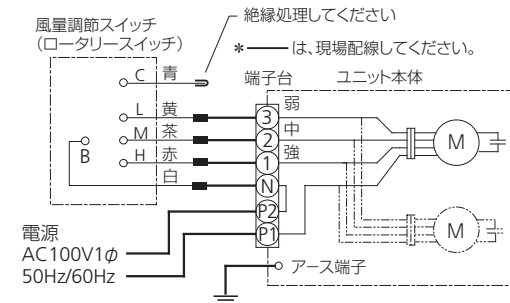 風量調節スイッチ
（ロータリースイッチ）
絶縁処理してください
＊━━ は、現場配線してください。
端子台
ユニット本体
C 青
L 黄
M 茶
H 赤
白
B
3 弱
2 中
1 強
N
P2
P1
M
M
電源
AC100V1φ
50Hz/60Hz
アース端子